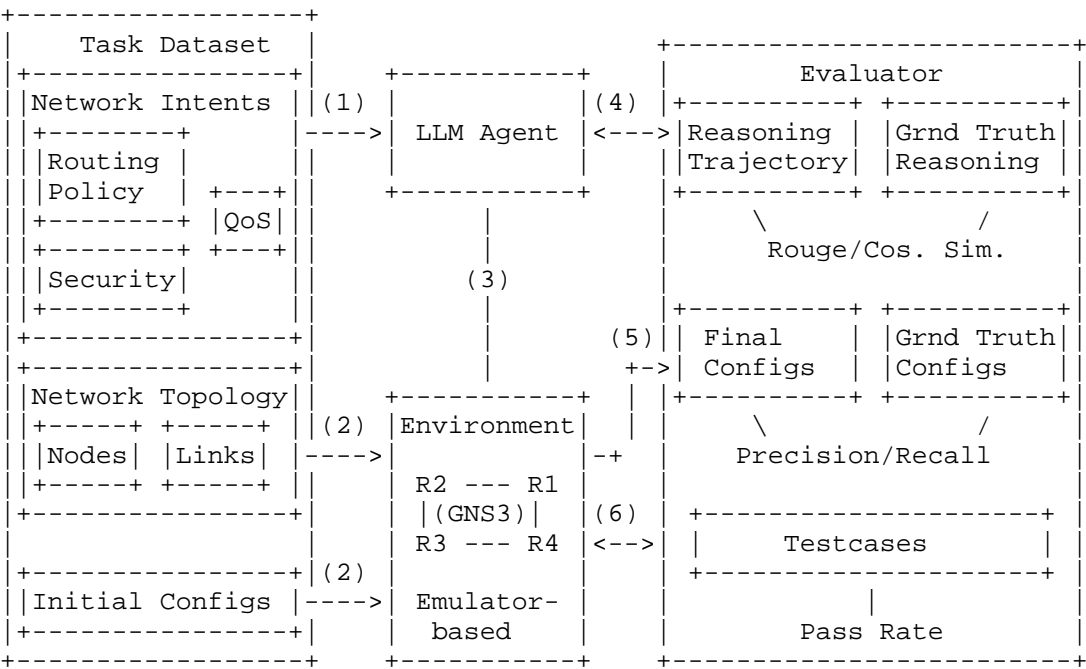 Task Dataset
Network Intents
Routing
Policy
QoS
Security
Network Topology
Nodes
Links
Initial Configs
(1)
(2)
(2)
LLM Agent
(3)
Environment
R2 --- R1
|(GNS3)|
R3 --- R4
Emulator-
based
(4)
(5)
(6)
Evaluator
Reasoning
Trajectory
Grnd Truth
Reasoning
Rouge/Cos. Sim.
Final
Configs
Grnd Truth
Configs
Precision/Recall
Testcases
Pass Rate